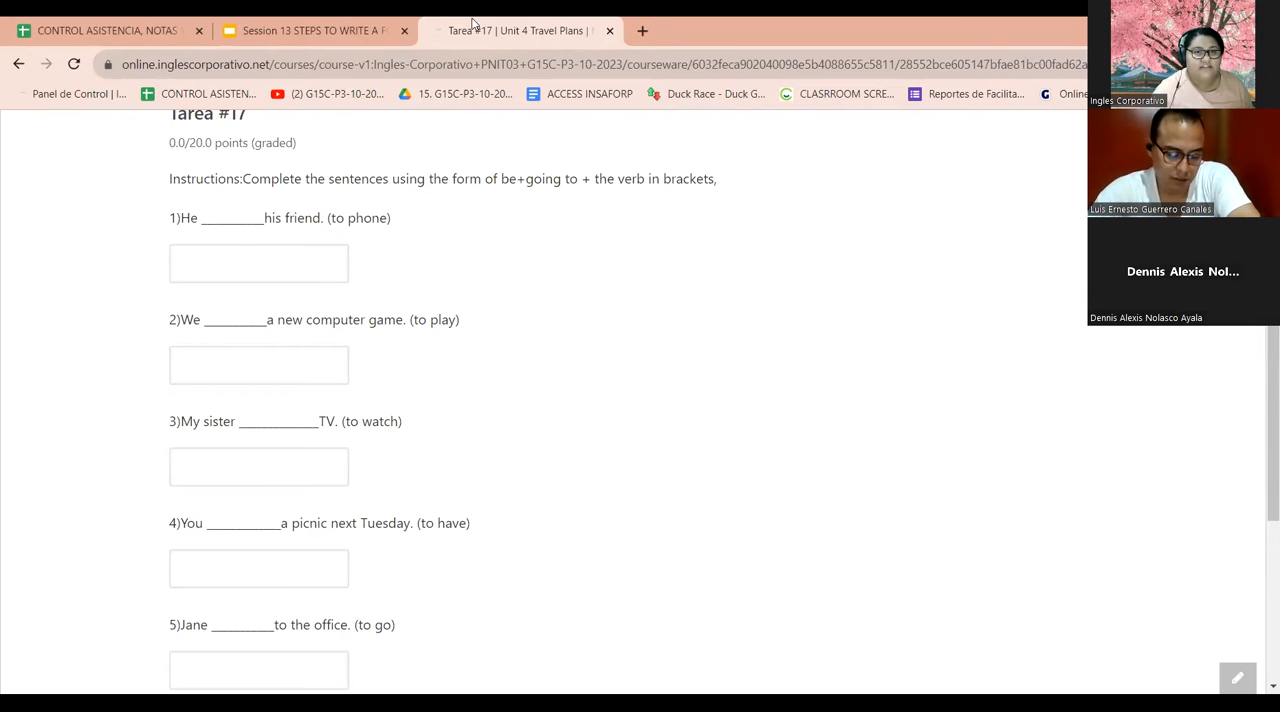 CONTROL ASISTENCIA, NOTAS
Session 13 STEPS TO WRITE A F
Tarea #17 | Unit 4 Travel Plans |
online.inglescorporativo.net/courses/course-v1:Ingles-Corporativo+PNIT03+G15C-P3-10-2023/courseware/6032feca902040098e5b4088655c5811/28552bce605147bfae81bc00fad62a
Panel de Control | I...
CONTROL ASISTEN...
(2) G15C-P3-10-20...
15. G15C-P3-10-20...
ACCESS INSAFORP
Duck Race - Duck G...
CLASRROOM SCRE...
Reportes de Facilita...
Online
Tarea #17
0.0/20.0 points (graded)
Instructions:Complete the sentences using the form of be+going to + the verb in brackets,
1)He __________his friend. (to phone)
2)We __________a new computer game. (to play)
3)My sister _____________TV. (to watch)
4)You ____________a picnic next Tuesday. (to have)
5)Jane __________to the office. (to go)
Ingles Corporativo
Luis Ernesto Guerrero Canales
Dennis Alexis Nol...
Dennis Alexis Nolasco Ayala